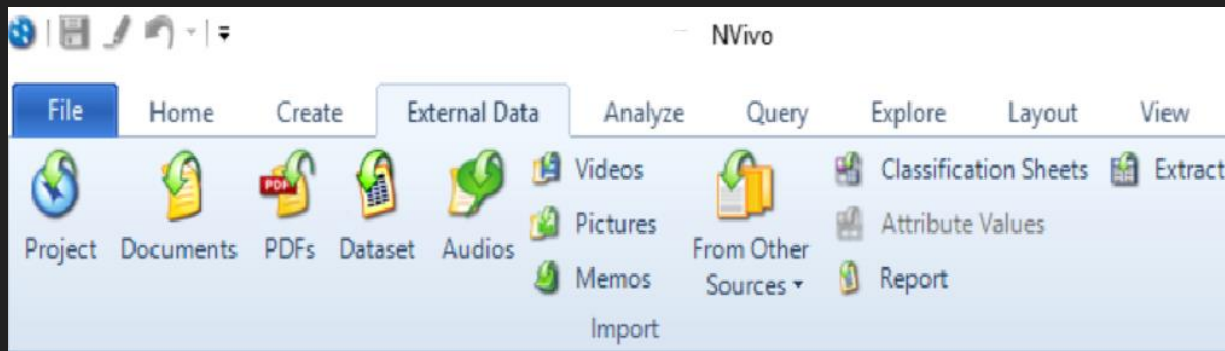 NVivo
File Home Create External Data Analyze Query Explore Layout View
Project Documents PDFs Dataset Audios
PDF
Videos
Pictures
Memos
From Other
Sources
Classification Sheets
Attribute Values
Report
Extract
Import